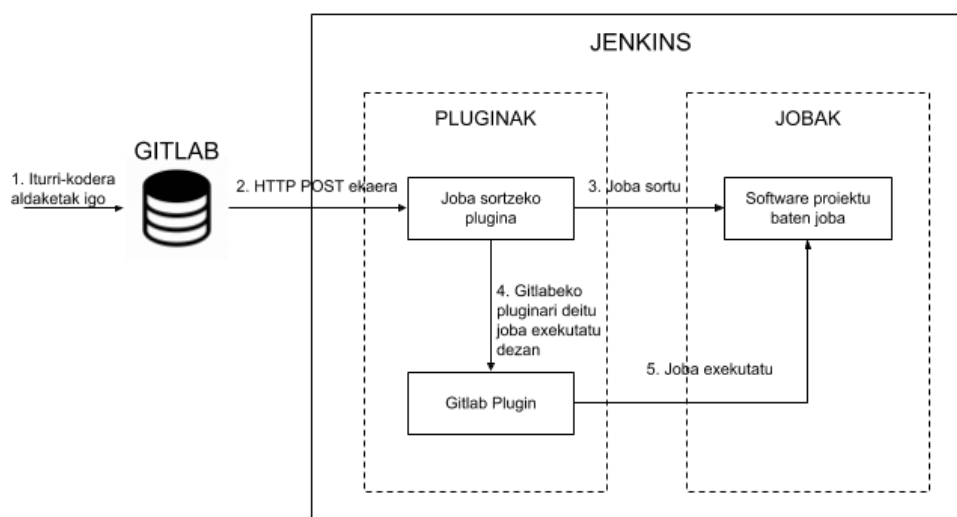 JENKINS
PLUGINAK
JOBAK
GITLAB
1. Iturri-kodera
aldaketak igo
2. HTTP POST ekaera
Joba sortzeko
plugina
3. Joba sortu
Software proiektu
baten joba
4. Gitlabeko
pluginari deitu
joba exekutatu
dezan
5. Joba exekutatu
Gitlab Plugin